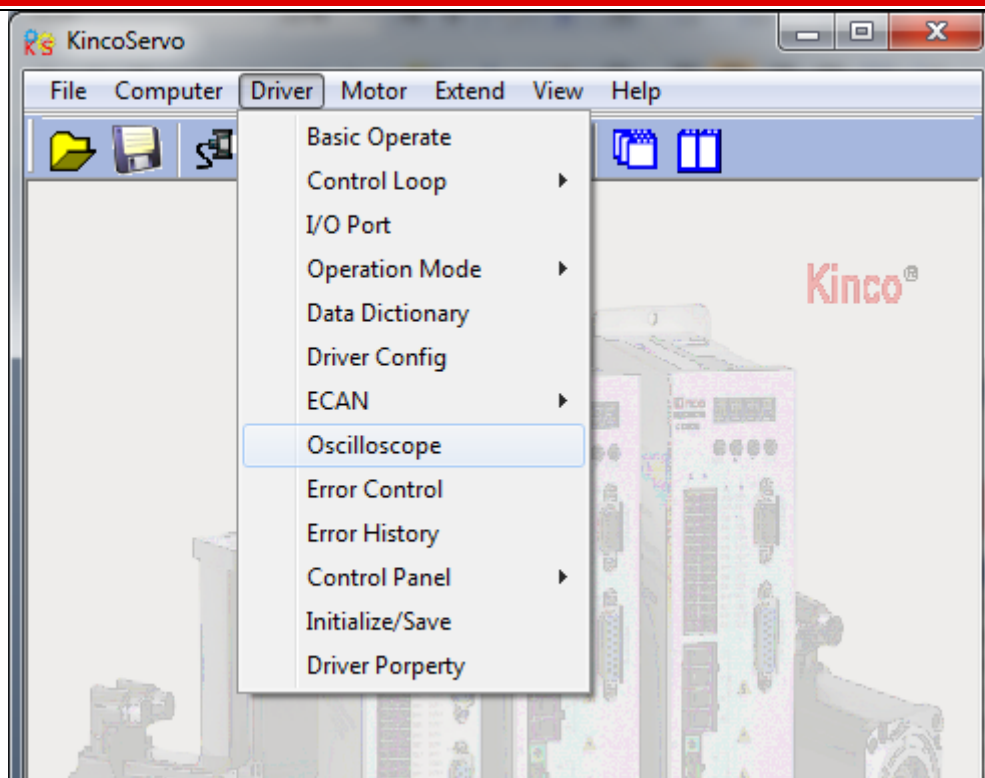 KincoServo
File Computer Driver Motor Extend View Help
Basic Operate
Control Loop
I/O Port
Operation Mode
Data Dictionary
Driver Config
ECAN
Oscilloscope
Error Control
Error History
Control Panel
Initialize/Save
Driver Porperty
Kinco®